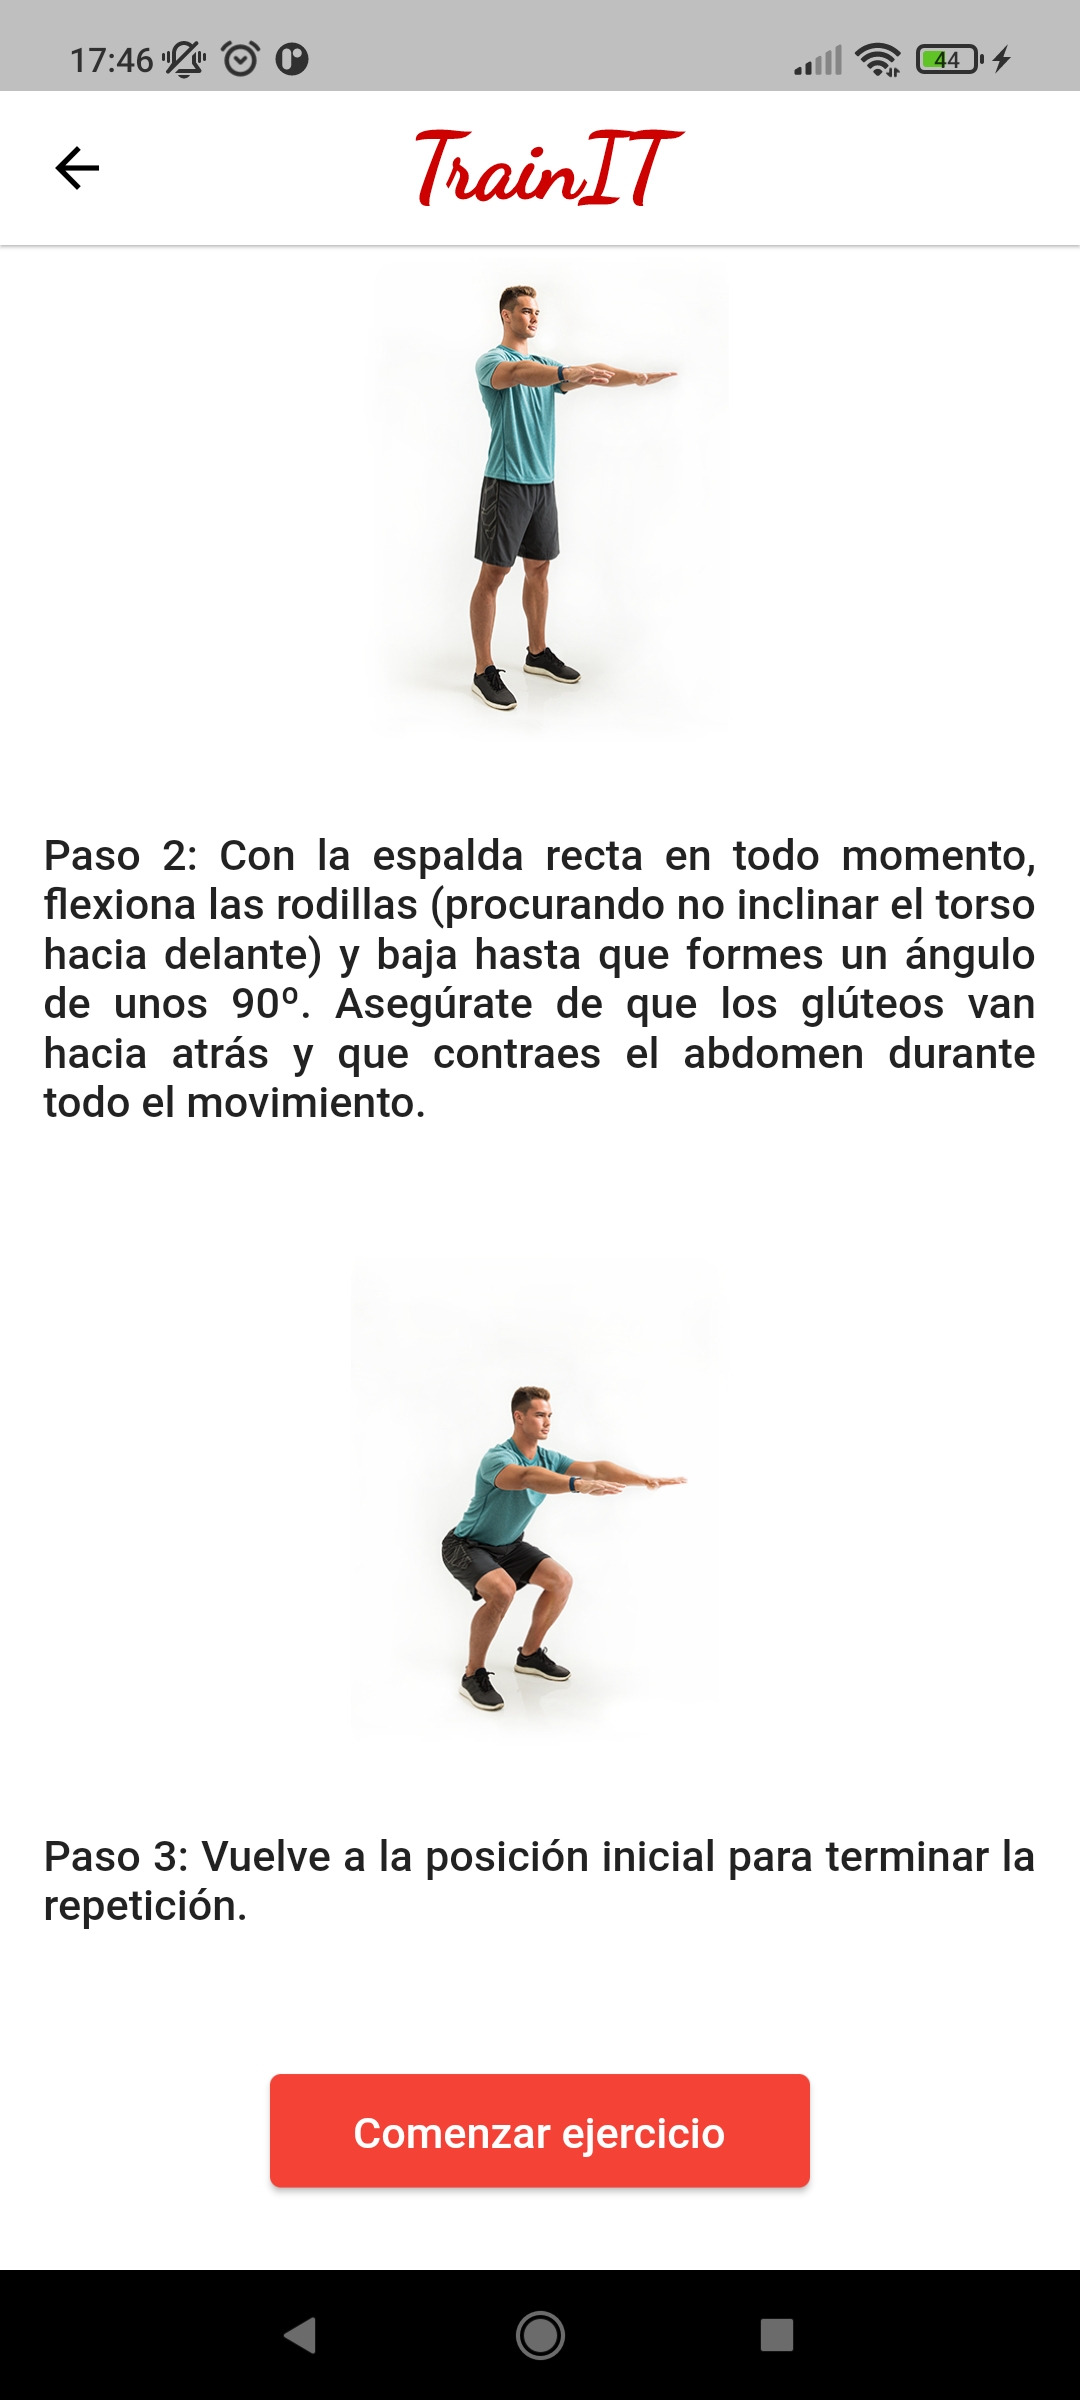 17:46
44
TrainIT
Paso 2: Con la espalda recta en todo momento,
flexiona las rodillas (procurando no inclinar el torso
hacia delante) y baja hasta que formes un ángulo
de unos 90º. Asegúrate de que los glúteos van
hacia atrás y que contraes el abdomen durante
todo el movimiento.
Paso 3: Vuelve a la posición inicial para terminar la
repetición.
Comenzar ejercicio